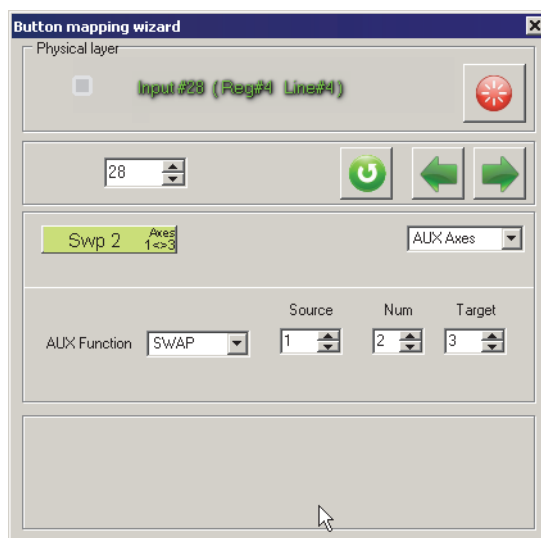 Button mapping wizard
Physical layer
Input#28 (Reg#4 Line#4)
28
Swp 2 Axes 1<>3
AUX Axes
Source Num Target
AUX Function SWAP 1 2 3